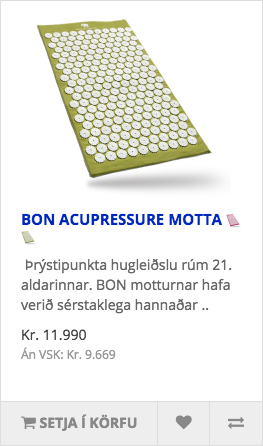 BON ACUPRESSURE MOTTA
Þrýstipunkta hugleiðslu rúm 21.
aldarinnar. BON motturnar hafa
verið sérstaklega hannaðar ..
Kr. 11.990
Án VSK: Kr. 9.669
SETJA Í KÖRFU